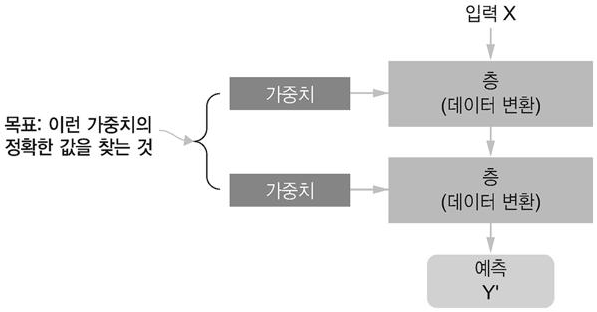 입력 X
층
(데이터 변환)
가중치
목표: 이런 가중치의
정확한 값을 찾는 것
층
(데이터 변환)
가중치
예측
Y'